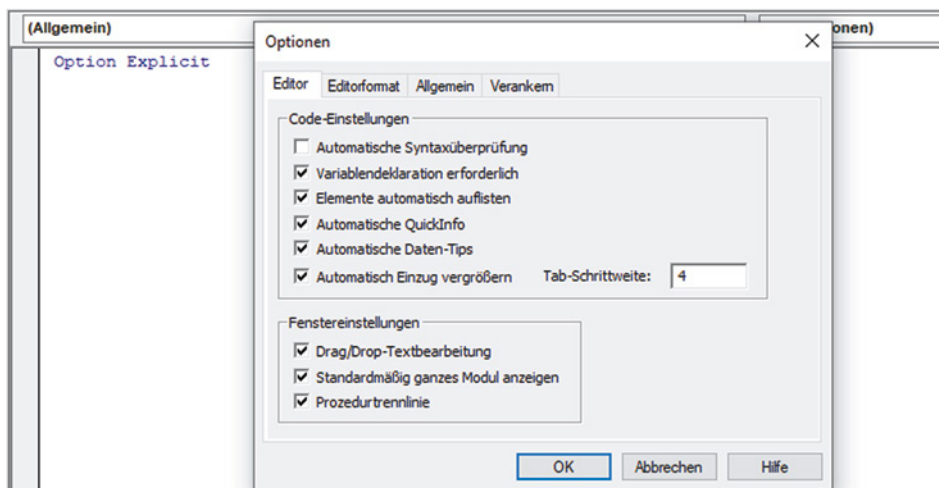 (Allgemein)
onen)
Option Explicit
Optionen
Editor Editorformat Allgemein Verankern
Code-Einstellungen
Automatische Syntaxüberprüfung
Variablendeklaration erforderlich
Elemente automatisch auflisten
Automatische QuickInfo
Automatische Daten-Tips
Automatisch Einzug vergrößern Tab-Schrittweite: 4
Fenstereinstellungen
Drag/Drop-Textbearbeitung
Standardmäßig ganzes Modul anzeigen
Prozedurtrennlinie
OK Abbrechen Hilfe